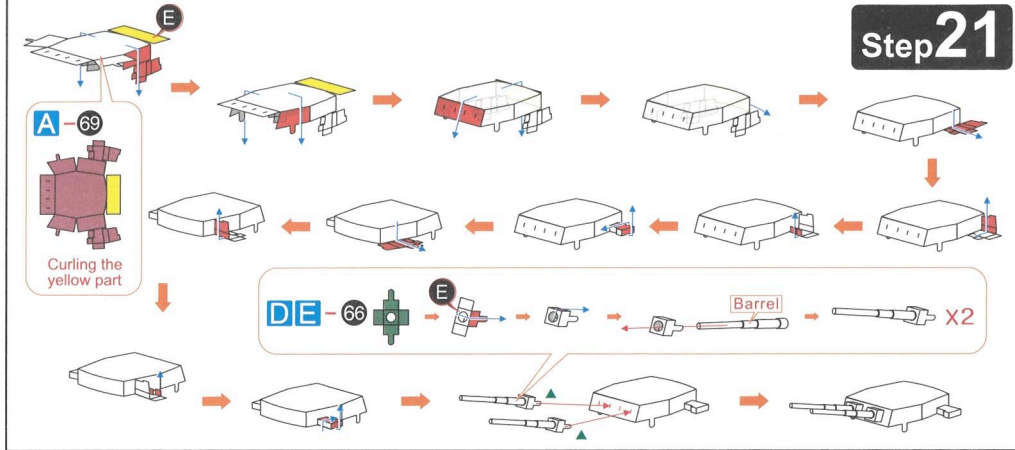 E
Step21
A-69
Curling the
yellow part
DE-66
E
Barrel
X2